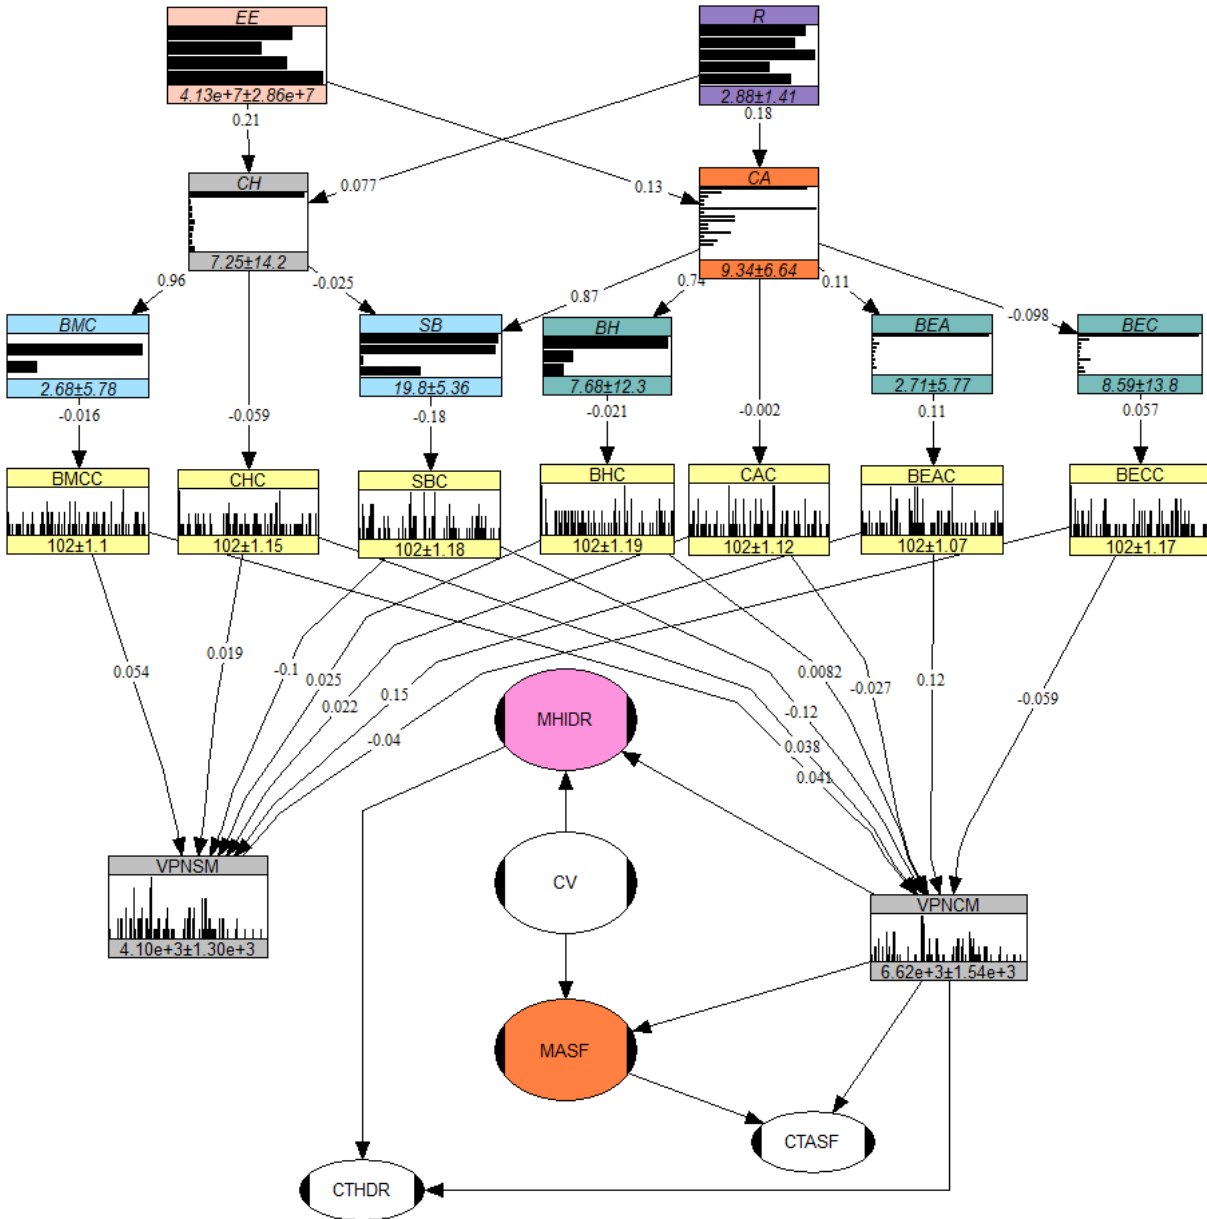 EE
R
4.13e+7±2.86e+7
2.88±1.41
0.21
0.18
CH
0.077
0.13
CA
7.25±14.2
9.34±6.64
0.96
-0.025
0.87
0.74
0.11
-0.098
BMC
SB
BH
BEA
BEC
2.68±5.78
19.8±5.36
7.68±12.3
2.71±5.77
8.59±13.8
-0.016
-0.059
-0.18
-0.021
-0.002
0.11
0.057
BMCC
CHC
SBC
BHC
CAC
BEAC
BECC
102±1.1
102±1.15
102±1.18
102±1.19
102±1.12
102±1.07
102±1.17
0.054
0.019
-0.1
0.025
0.022
0.15
-0.04
0.0082
-0.027
0.12
-0.059
-0.12
0.038
0.041
MHIDR
VPNSM
4.10e+3±1.30e+3
CV
VPNCM
6.62e+3±1.54e+3
MASF
CTASF
CTHDR